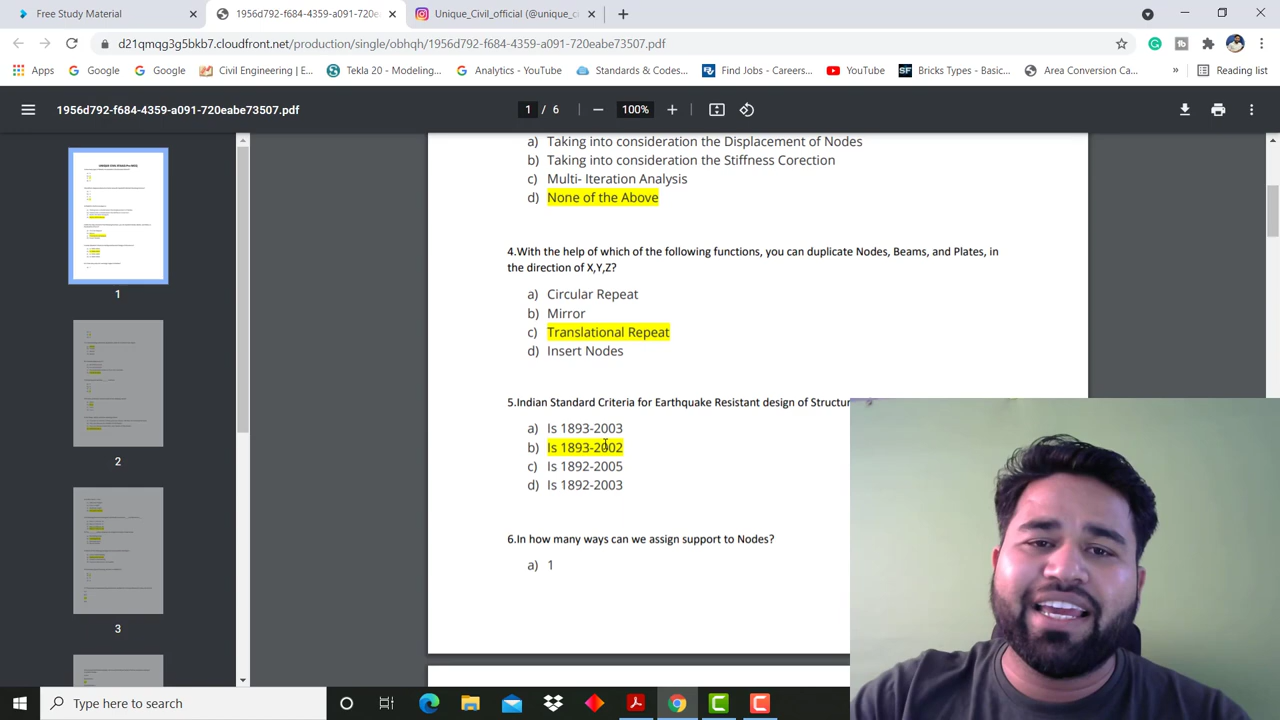 Free Study Material
1956d792-f684-4359-a091-720ea
Unique_Civil_official (@unique_c
d21qmqg3g5bkb7.cloudfront.net/production/single/obhqh/1956d792-f684-4359-a091-720eabe73507.pdf
Apps
Google
Google
Civil Engineering | E...
Tekla 20 - Modeling...
Analytics - YouTube
Standards & Codes...
Find Jobs - Careers...
YouTube
Bricks Types - Basic...
Area Conversion Ca...
»
Reading list
1956d792-f684-4359-a091-720eabe73507.pdf
1 / 6
100%
a) Taking into consideration the Displacement of Nodes
b) Taking into consideration the Stiffness Corection
c) Multi- Iteration Analysis
d) None of the Above
4.With the help of which of the following functions, you can duplicate Nodes, Beams, and Plates, in
the direction of X,Y,Z?
a) Circular Repeat
b) Mirror
c) Translational Repeat
d) Insert Nodes
5.Indian Standard Criteria for Earthquake Resistant design of Structur
a) Is 1893-2003
b) Is 1893-2002
c) Is 1892-2005
d) Is 1892-2003
6.In how many ways can we assign support to Nodes?
a) 1
1
2
3
Type here to search